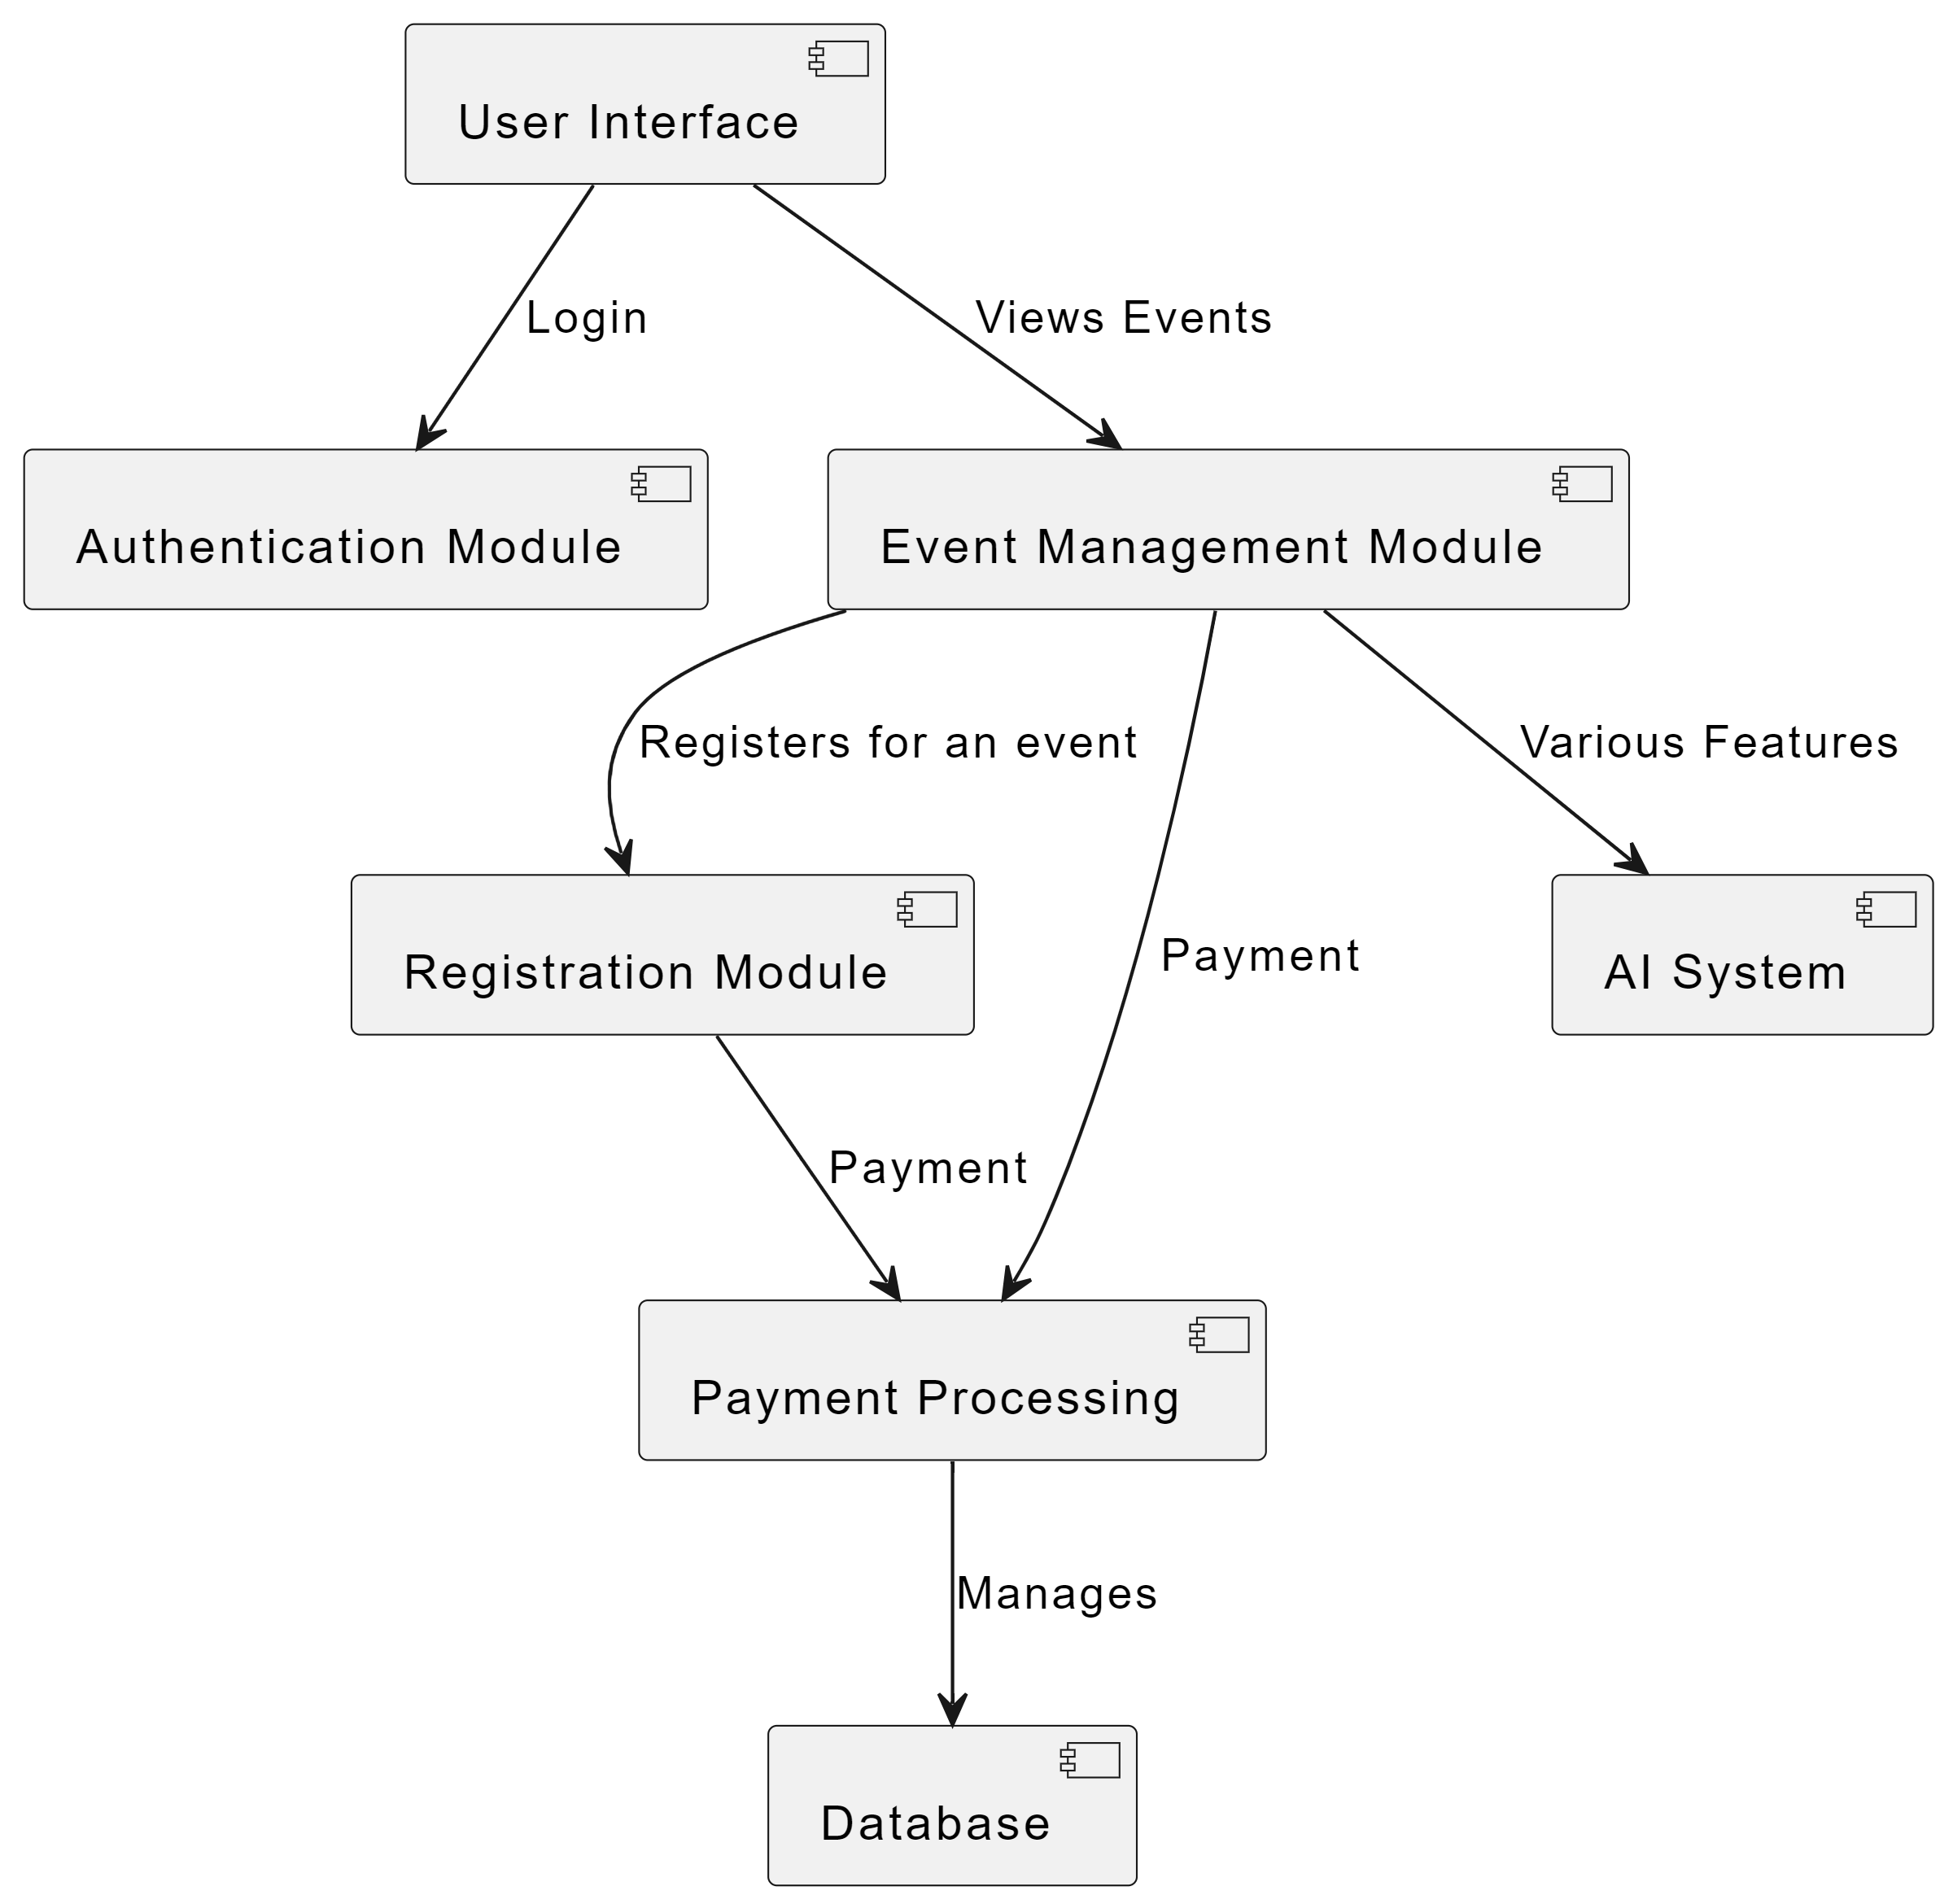 User Interface
Login
Views Events
Authentication Module
Event Management Module
Registers for an event
Various Features
Registration Module
Payment
AI System
Payment
Payment Processing
Manages
Database